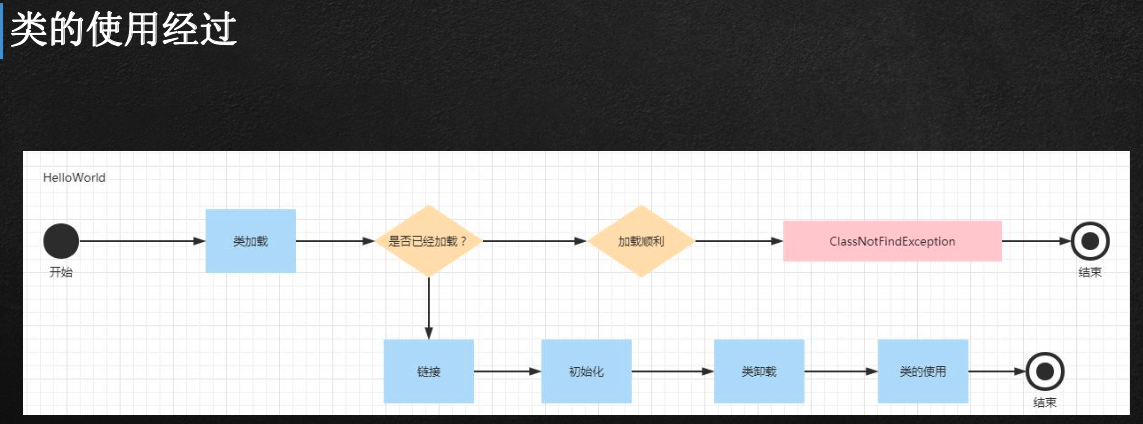 类的使用经过
HelloWorld
开始
类加载
是否已经加载？
加载顺利
ClassNotFindException
结束
链接
初始化
类卸载
类的使用
结束